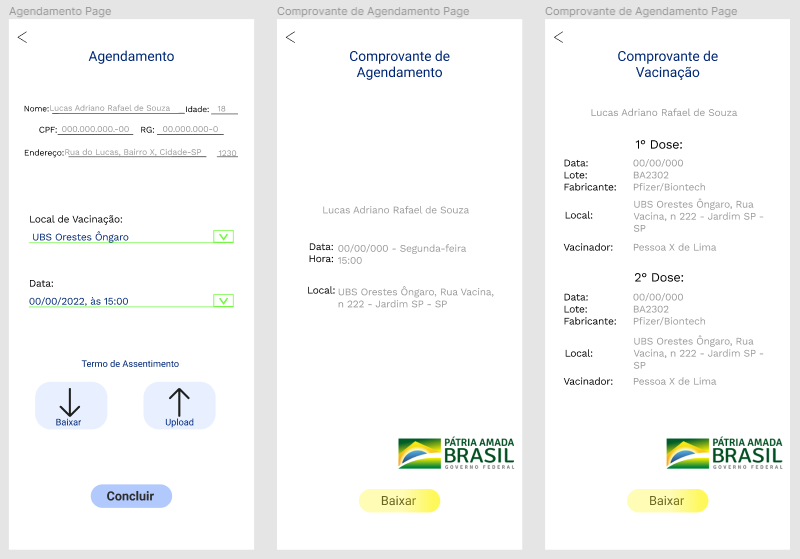 Agendamento Page
Agendamento
Nome: Lucas Adriano Rafael de Souza Idade: 18
CPF: 000.000.000.-00 RG: 00.000.000-0
Endereço: Rua do Lucas, Bairro X, Cidade-SP 1230
Local de Vacinação:
UBS Orestes Ôngaro
Data:
00/00/2022, às 15:00
Termo de Assentimento
Baixar Upload
Concluir
Comprovante de Agendamento Page
Comprovante de
Agendamento
Lucas Adriano Rafael de Souza
Data: 00/00/000 - Segunda-feira
Hora: 15:00
Local: UBS Orestes Ôngaro, Rua Vacina,
n 222 - Jardim SP - SP
PÁTRIA AMADA
BRASIL
GOVERNO FEDERAL
Baixar
Comprovante de Agendamento Page
Comprovante de
Vacinação
Lucas Adriano Rafael de Souza
1° Dose:
Data: 00/00/000
Lote: BA2302
Fabricante: Pfizer/Biontech
UBS Orestes Ôngaro, Rua
Local: Vacina, n 222 - Jardim SP -
SP
Vacinador: Pessoa X de Lima
2° Dose:
Data: 00/00/000
Lote: BA2302
Fabricante: Pfizer/Biontech
UBS Orestes Ôngaro, Rua
Local: Vacina, n 222 - Jardim SP -
SP
Vacinador: Pessoa X de Lima
PÁTRIA AMADA
BRASIL
GOVERNO FEDERAL
Baixar